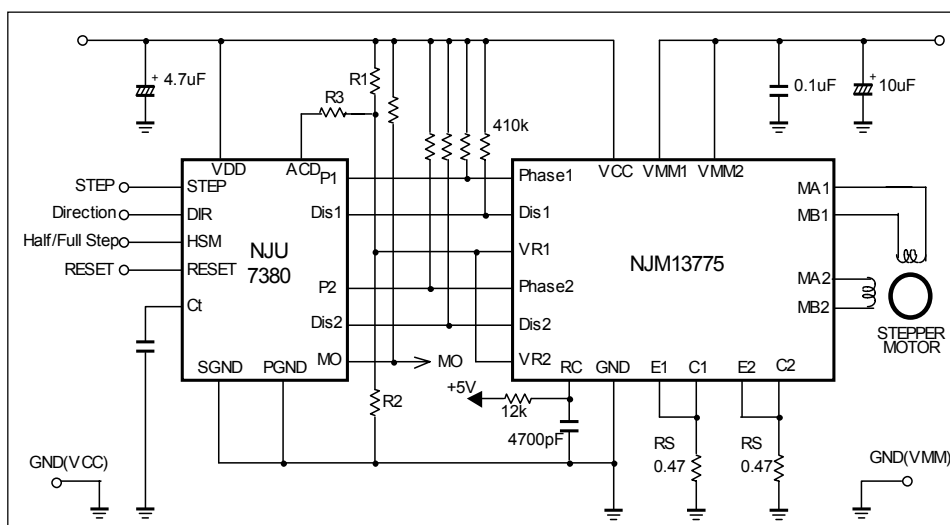 4.7uF
R1
R3
410k
0.1uF
10uF
VDD
ACD
VCC
VMM1
VMM2
STEP
Direction
Half/Full Step
RESET
STEP
DIR
HSM
RESET
Ct
NJU
7380
P1
Dis1
P2
Dis2
MO
SGND
PGND
MO
R2
Phase1
Dis1
VR1
Phase2
Dis2
VR2
NJM13775
MA1
MB1
MA2
MB2
STEPPER
MOTOR
RC
GND
E1
C1
E2
C2
+5V
12k
4700pF
RS
0.47
RS
0.47
GND(VCC)
GND(VMM)